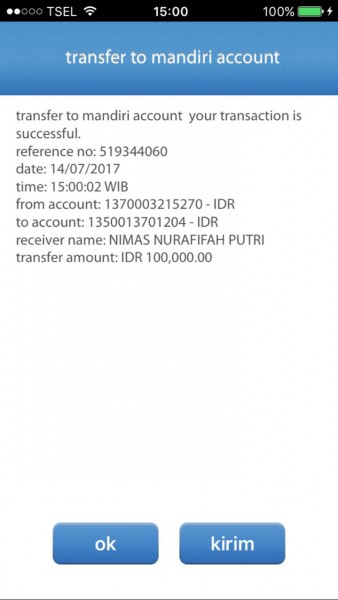 TSEL 15:00 100%
transfer to mandiri account
transfer to mandiri account your transaction is
successful.
reference no: 519344060
date: 14/07/2017
time: 15:00:02 WIB
from account: 1370003215270 - IDR
to account: 1350013701204 - IDR
receiver name: NIMAS NURAFIFAH PUTRI
transfer amount: IDR 100,000.00
ok kirim